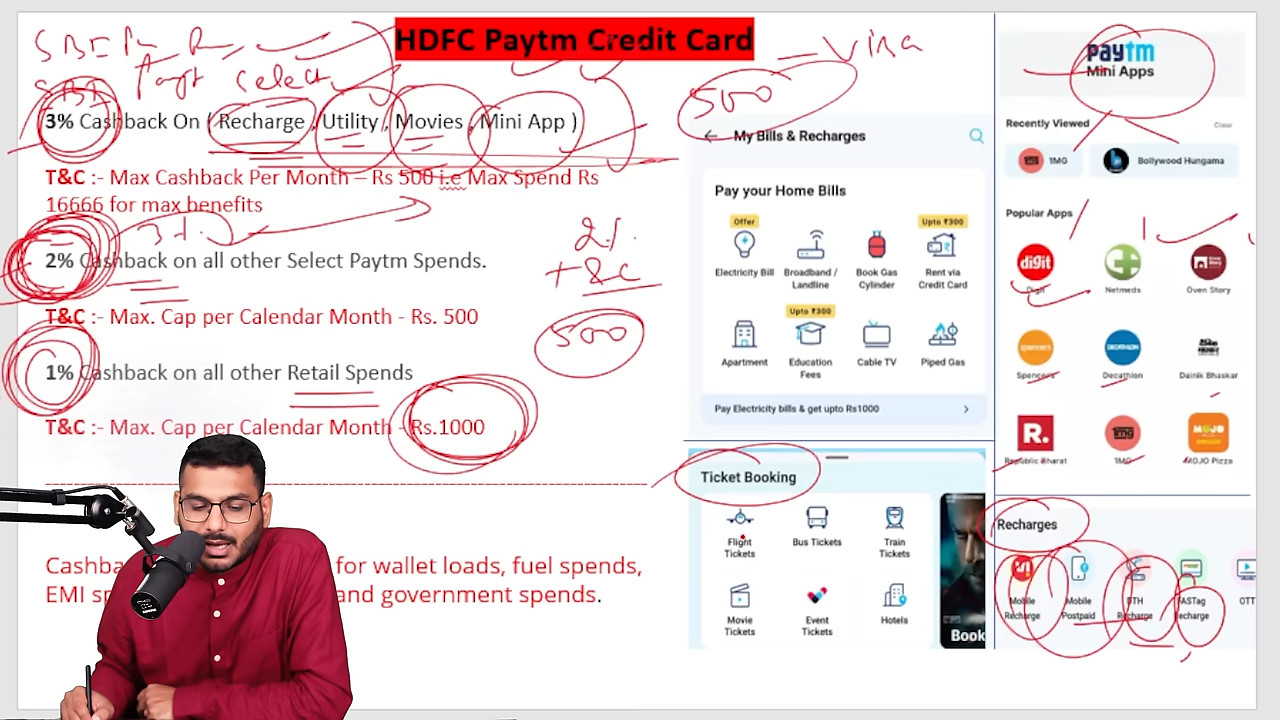 HDFC Paytm Credit Card
Visa
select
500
3% Cashback On ( Recharge , Utility , Movies , Mini App )
T&C :- Max Cashback Per Month – Rs 500 i.e Max Spend Rs
16666 for max benefits
3%
2% Cashback on all other Select Paytm Spends.
2%
T&C
T&C :- Max. Cap per Calendar Month - Rs. 500
500
1% Cashback on all other Retail Spends
T&C :- Max. Cap per Calendar Month - Rs.1000
for wallet loads, fuel spends,
EMI and government spends.
My Bills & Recharges
Pay your Home Bills
Offer Upto ₹300
Electricity Bill Broadband / Landline Book Gas Cylinder Rent via Credit Card
Upto ₹300
Apartment Education Fees Cable TV Piped Gas
Pay Electricity bills & get upto Rs1000
Ticket Booking
Flight Tickets Bus Tickets Train Tickets
Movie Tickets Event Tickets Hotels
Book
paytm
Mini Apps
Recently Viewed Clear
1MG Bollywood Hungama
Popular Apps
digit
Digit Netmeds Oven Story
Spencer's Decathlon Dainik Bhaskar
R. 1mg MOJO PIZZA
Republic Bharat 1MG MOJO Pizza
Recharges
Mobile Recharge Mobile Postpaid DTH Recharge FASTag Recharge OTT